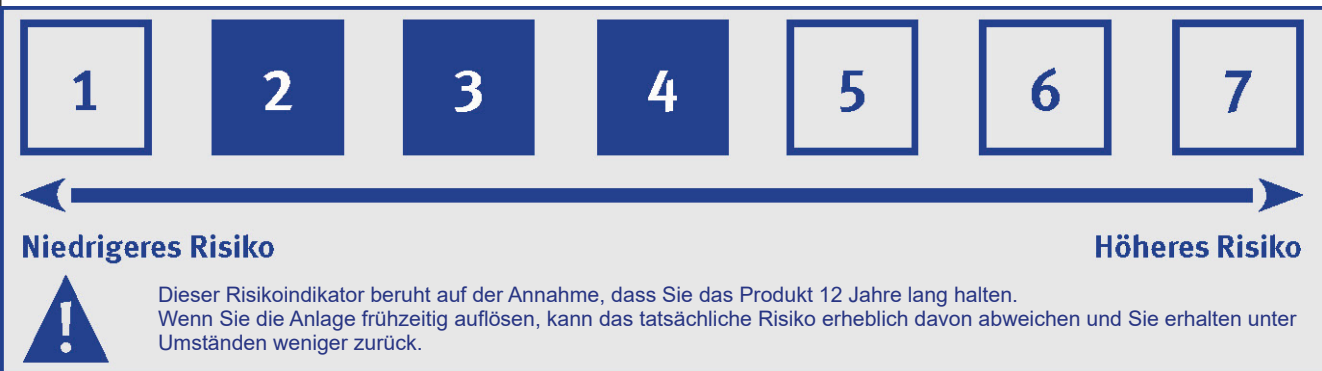 1 2 3 4 5 6 7
Niedrigeres Risiko Höheres Risiko
!
Dieser Risikoindikator beruht auf der Annahme, dass Sie das Produkt 12 Jahre lang halten.
Wenn Sie die Anlage frühzeitig auflösen, kann das tatsächliche Risiko erheblich davon abweichen und Sie erhalten unter
Umständen weniger zurück.